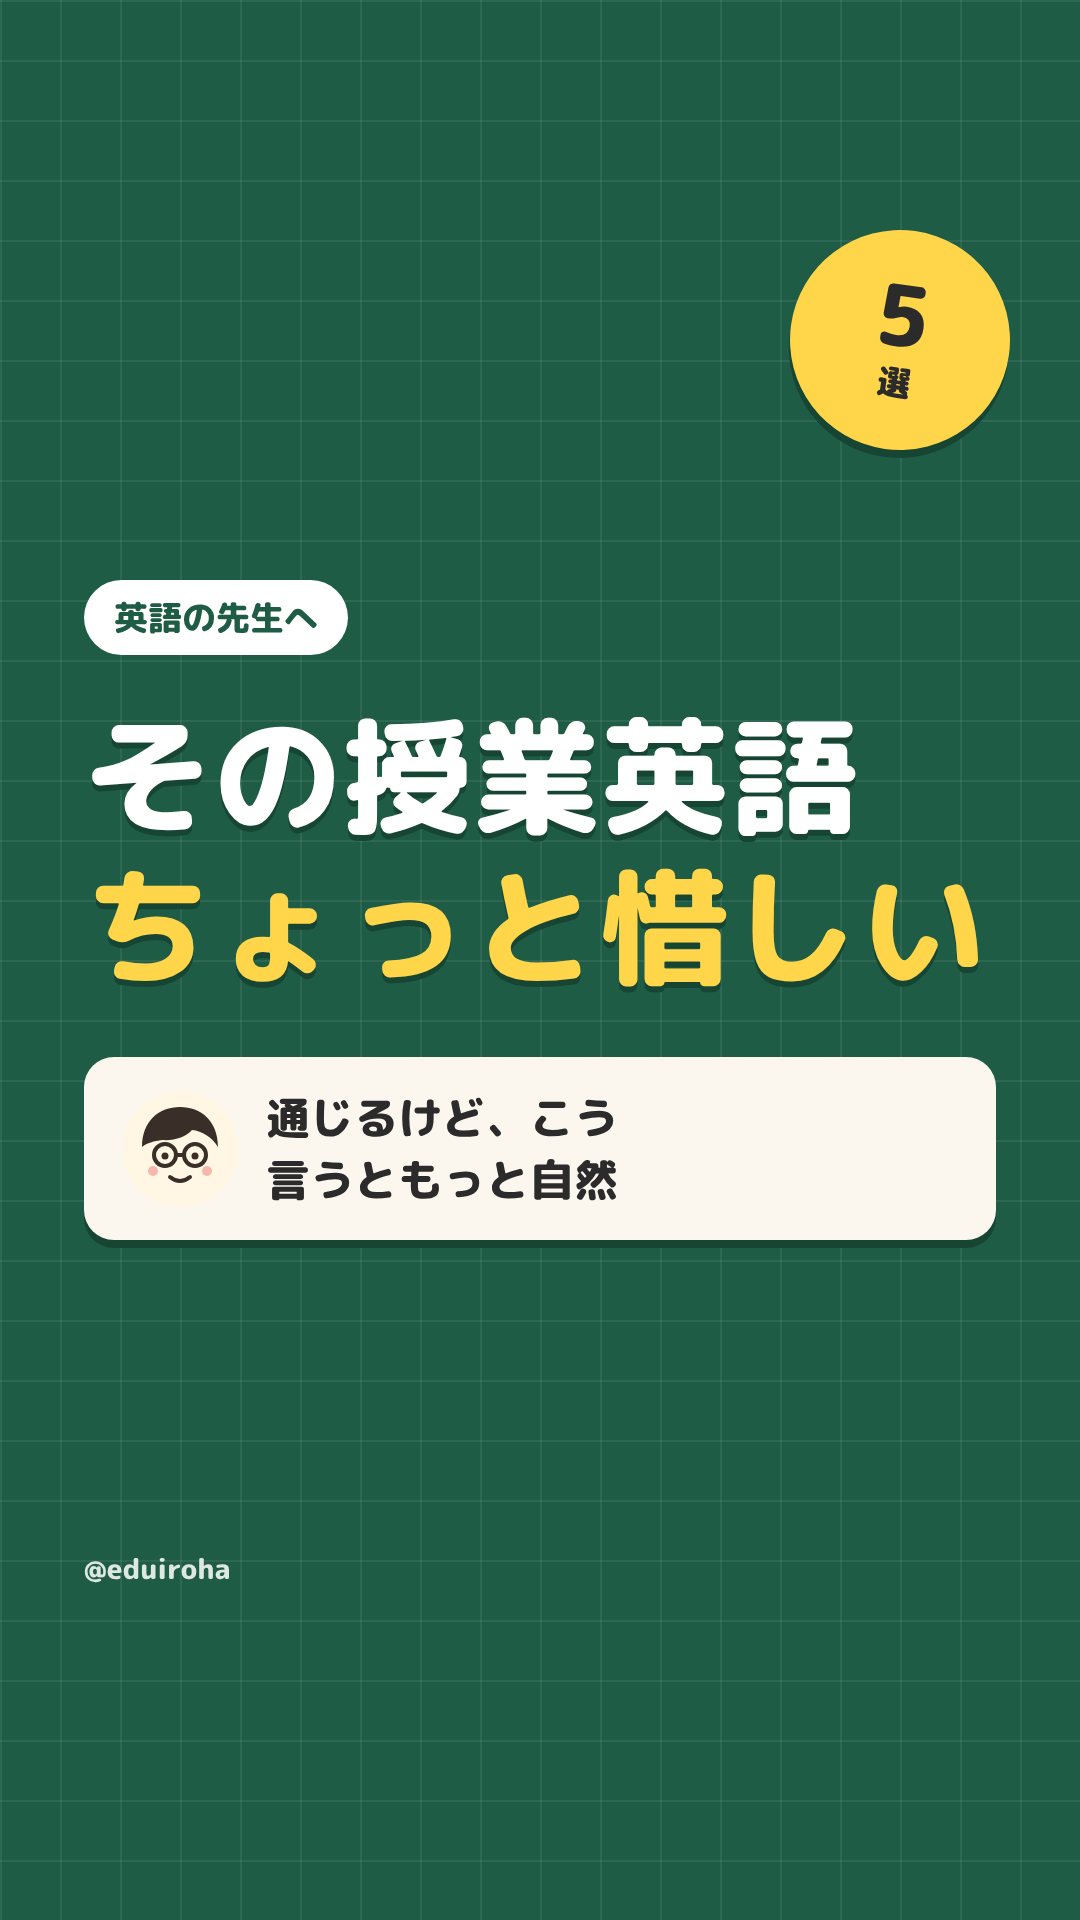 5
選
英語の先生へ
その授業英語
ちょっと惜しい
通じるけど、こう
言うともっと自然
@eduiroha